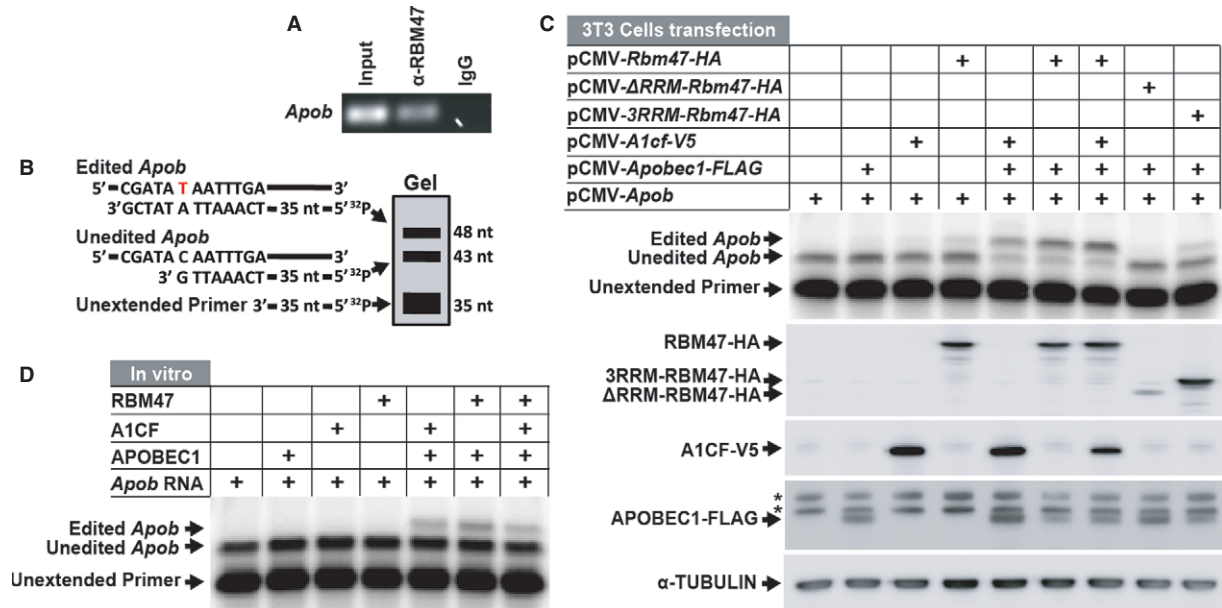 A
Input
α-RBM47
IgG
Apob
B
Edited Apob
5' CGATA T AATTTGA 3'
3'GCTAT A TTAAACT 35 nt 5' 32P
Unedited Apob
5' CGATA C AATTTGA 3'
3' G TTAAACT 35 nt 5' 32P
Unextended Primer 3' 35 nt 5' 32P
Gel
48 nt
43 nt
35 nt
C
3T3 Cells transfection
pCMV-Rbm47-HA + + +
pCMV-ΔRRM-Rbm47-HA +
pCMV-3RRM-Rbm47-HA +
pCMV-A1cf-V5 + + +
pCMV-Apobec1-FLAG + + + + + +
pCMV-Apob + + + + + + + + +
Edited Apob
Unedited Apob
Unextended Primer
RBM47-HA
3RRM-RBM47-HA
ΔRRM-RBM47-HA
A1CF-V5
*
*
APOBEC1-FLAG
α-TUBULIN
D
In vitro
RBM47 + + +
A1CF + + +
APOBEC1 + + + +
Apob RNA + + + + + + +
Edited Apob
Unedited Apob
Unextended Primer